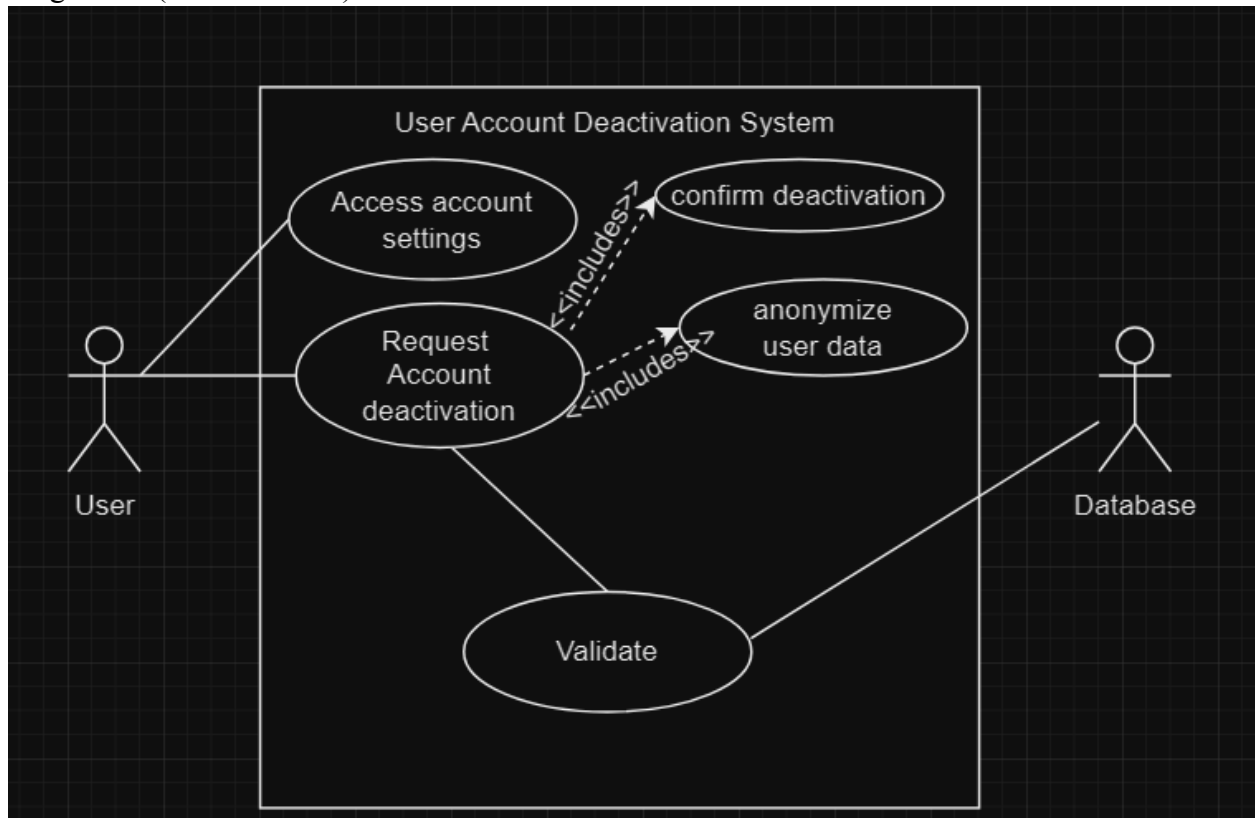 User Account Deactivation System
Access account
settings
<<includes>>
confirm deactivation
Request
Account
deactivation
<<includes>>
anonymize
user data
User
Database
Validate